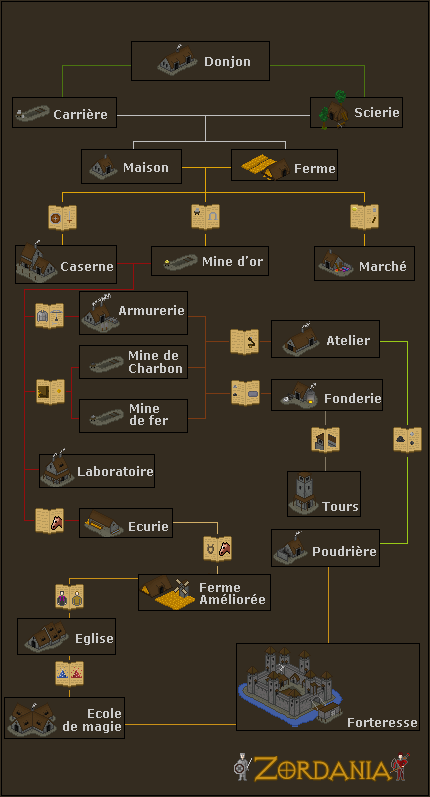 Donjon
Carrière
Scierie
Maison
Ferme
Caserne
Mine d'or
Marché
Armurerie
Atelier
Mine de
Charbon
Fonderie
Mine
de fer
Laboratoire
Tours
Ecurie
Poudrière
Ferme
Améliorée
Eglise
Ecole
de magie
Forteresse
ZORDANIA